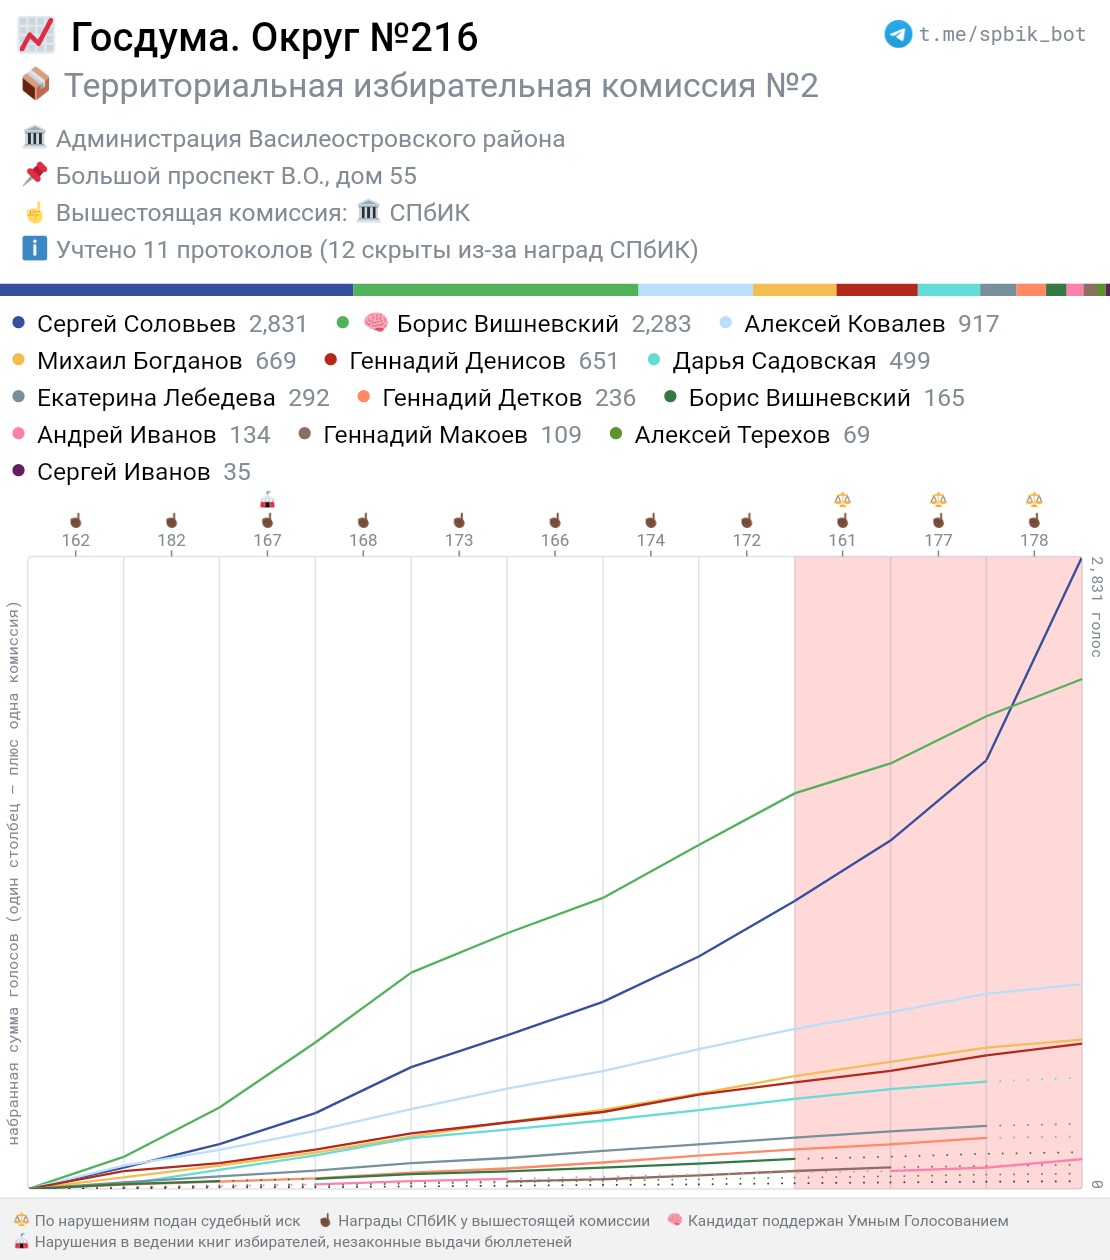 Госдума. Округ №216
t.me/spbik_bot
Территориальная избирательная комиссия №2
Администрация Василеостровского района
Большой проспект В.О., дом 55
Вышестоящая комиссия: СПбИК
Учтено 11 протоколов (12 скрыты из-за наград СПбИК)
Сергей Соловьев 2,831 Борис Вишневский 2,283 Алексей Ковалев 917
Михаил Богданов 669 Геннадий Денисов 651 Дарья Садовская 499
Екатерина Лебедева 292 Геннадий Детков 236 Борис Вишневский 165
Андрей Иванов 134 Геннадий Макоев 109 Алексей Терехов 69
Сергей Иванов 35
162 182 167 168 173 166 174 172 161 177 178
набранная сумма голосов (один столбец — плюс одна комиссия)
2,831 голос
0
По нарушениям подан судебный иск Награды СПбИК у вышестоящей комиссии Кандидат поддержан Умным Голосованием
Нарушения в ведении книг избирателей, незаконные выдачи бюллетеней